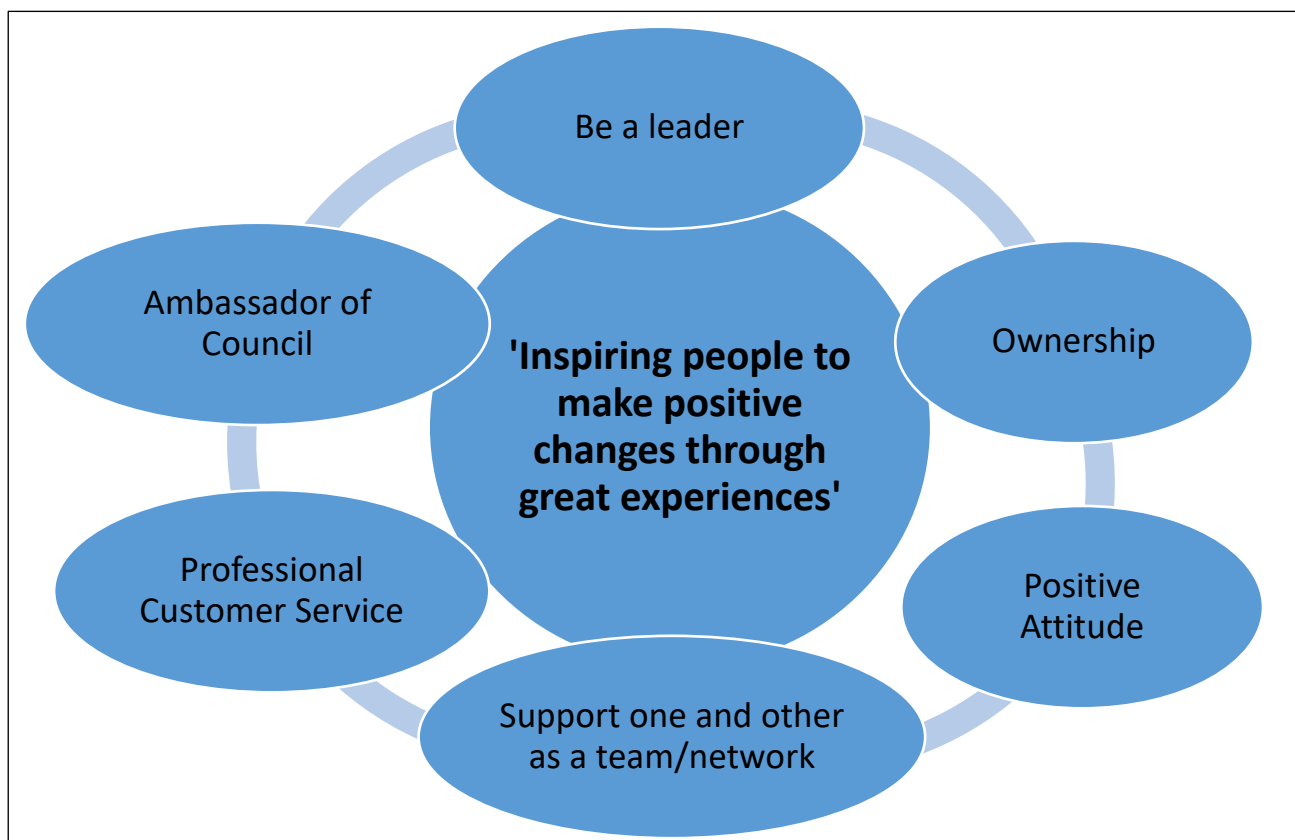 Be a leader
Ambassador of
Council
Ownership
'Inspiring people to
make positive
changes through
great experiences'
Professional
Customer Service
Positive
Attitude
Support one and other
as a team/network